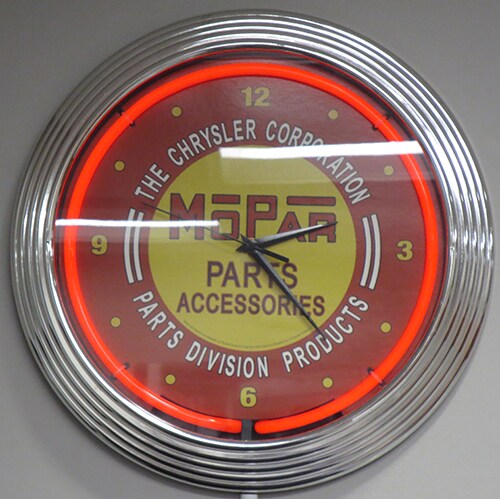 12
THE CHRYSLER CORPORATION
MOPAR
9
3
PARTS
ACCESSORIES
PARTS DIVISION PRODUCTS
6